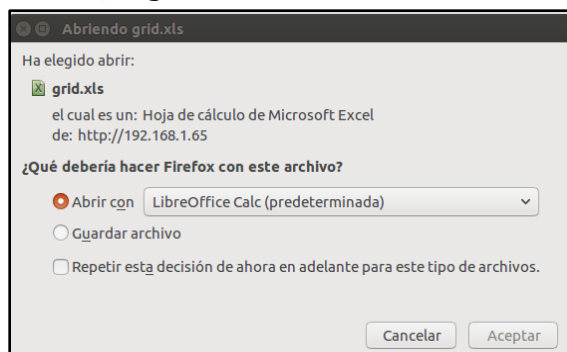 Abriendo grid.xls
Ha elegido abrir:
grid.xls
el cual es un: Hoja de cálculo de Microsoft Excel
de: http://192.168.1.65
¿Qué debería hacer Firefox con este archivo?
Abrir con LibreOffice Calc (predeterminada)
Guardar archivo
Repetir esta decisión de ahora en adelante para este tipo de archivos.
Cancelar Aceptar